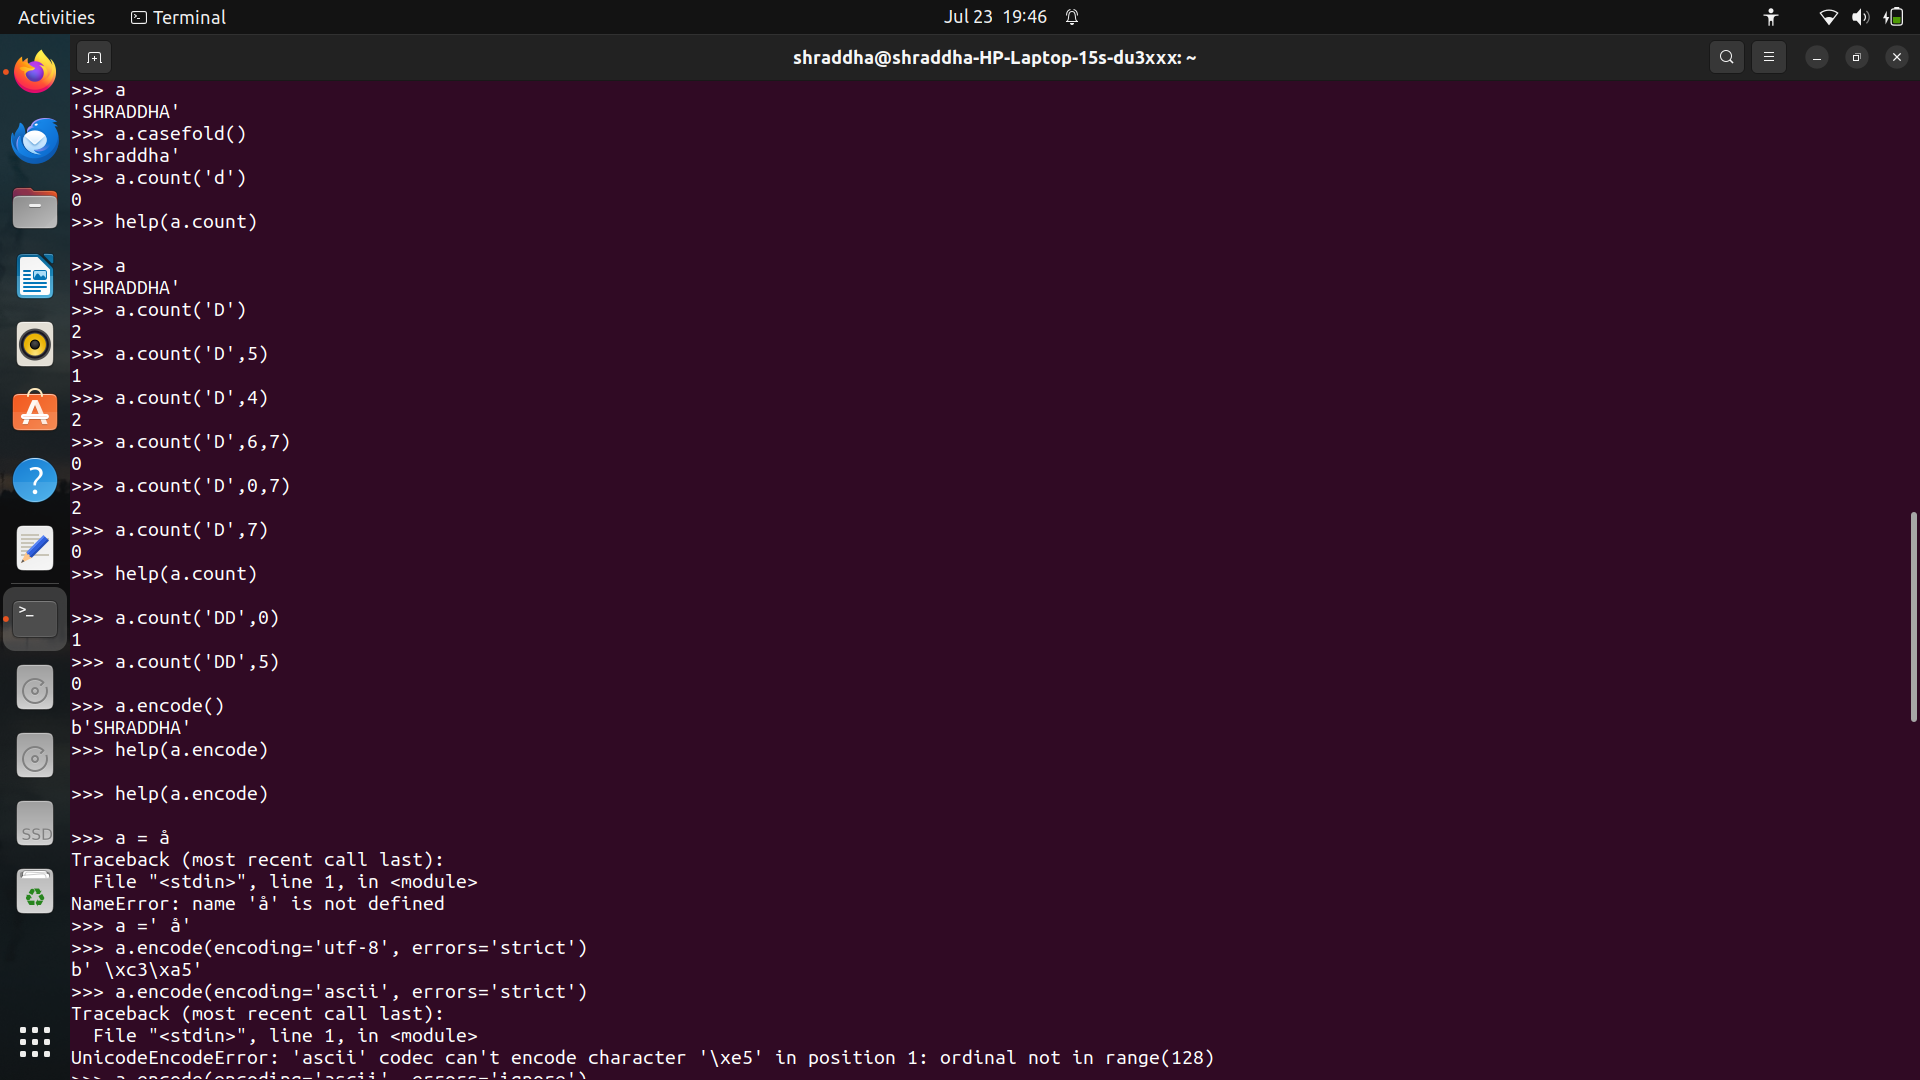 Activities
Terminal
Jul 23 19:46
shraddha@shraddha-HP-Laptop-15s-du3xxx: ~
>>> a
'SHRADDHA'
>>> a.casefold()
'shraddha'
>>> a.count('d')
0
>>> help(a.count)
>>> a
'SHRADDHA'
>>> a.count('D')
2
>>> a.count('D',5)
1
>>> a.count('D',4)
2
>>> a.count('D',6,7)
0
>>> a.count('D',0,7)
2
>>> a.count('D',7)
0
>>> help(a.count)
>>> a.count('DD',0)
1
>>> a.count('DD',5)
0
>>> a.encode()
b'SHRADDHA'
>>> help(a.encode)
>>> help(a.encode)
>>> a = å
Traceback (most recent call last):
  File "<stdin>", line 1, in <module>
NameError: name 'å' is not defined
>>> a =' å'
>>> a.encode(encoding='utf-8', errors='strict')
b' \xc3\xa5'
>>> a.encode(encoding='ascii', errors='strict')
Traceback (most recent call last):
  File "<stdin>", line 1, in <module>
UnicodeEncodeError: 'ascii' codec can't encode character '\xe5' in position 1: ordinal not in range(128)
>>> a.encode(encoding='ascii', errors='ignore')
SSD